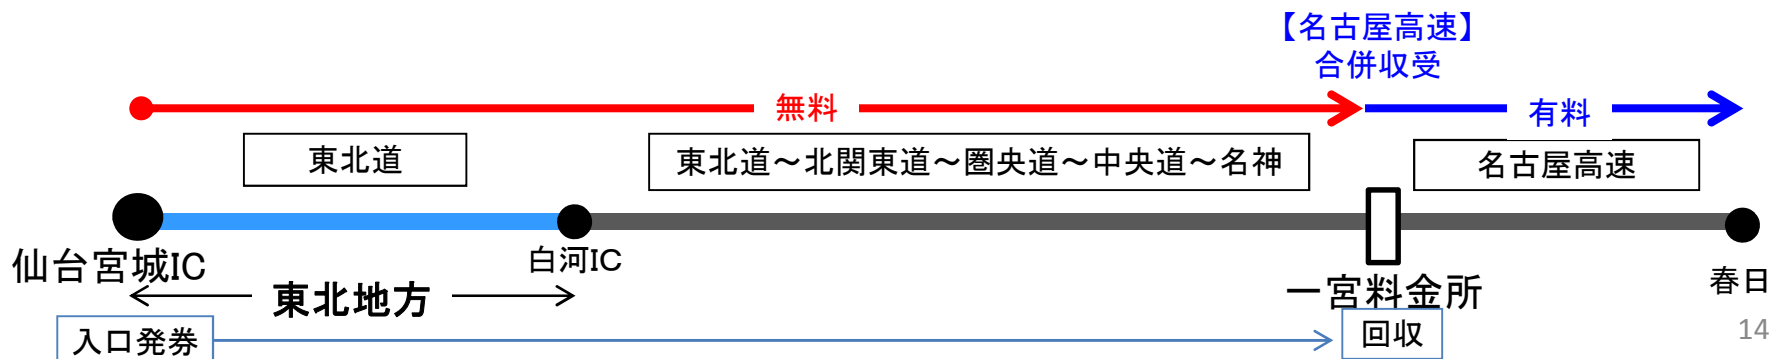 【名古屋高速】
合併収受
無料
有料
東北道
東北道～北関東道～圏央道～中央道～名神
名古屋高速
仙台宮城IC
白河IC
一宮料金所
春日
東北地方
入口発券
回収
14